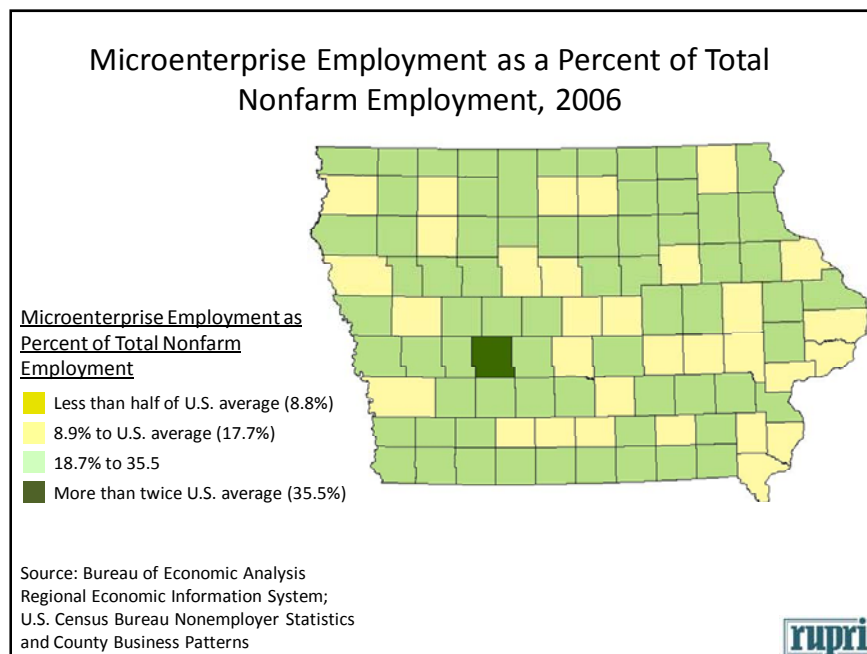 Microenterprise Employment as a Percent of Total
Nonfarm Employment, 2006
Microenterprise Employment as
Percent of Total Nonfarm
Employment
Less than half of U.S. average (8.8%)
8.9% to U.S. average (17.7%)
18.7% to 35.5
More than twice U.S. average (35.5%)
Source: Bureau of Economic Analysis
Regional Economic Information System;
U.S. Census Bureau Nonemployer Statistics
and County Business Patterns
rupri